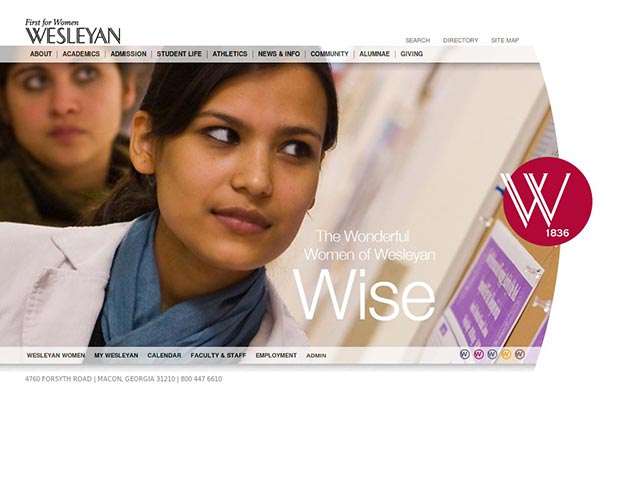 First for Women
WESLEYAN
SEARCH DIRECTORY SITE MAP
ABOUT | ACADEMICS | ADMISSION | STUDENT LIFE | ATHLETICS | NEWS & INFO | COMMUNITY | ALUMNAE | GIVING
W
1836
The Wonderful
Women of Wesleyan
Wise
WESLEYAN WOMEN MY WESLEYAN CALENDAR FACULTY & STAFF EMPLOYMENT ADMIN
4760 FORSYTH ROAD | MACON, GEORGIA 31210 | 800 447 6610